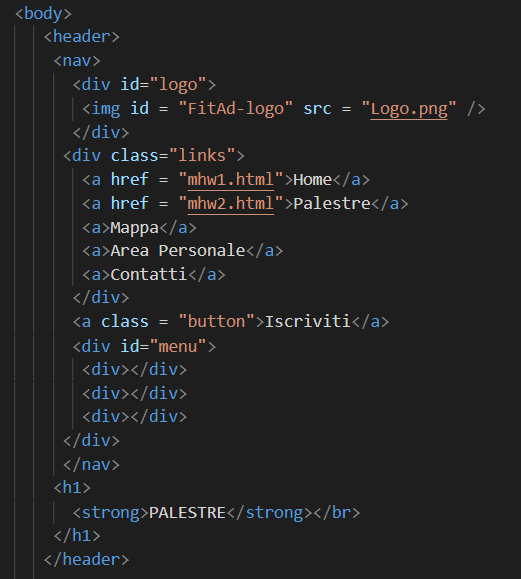 <body>
<header>
<nav>
<div id="logo">
<img id = "FitAd-logo" src = "Logo.png" />
</div>
<div class="links">
<a href = "mhw1.html">Home</a>
<a href = "mhw2.html">Palestre</a>
<a>Mappa</a>
<a>Area Personale</a>
<a>Contatti</a>
</div>
<a class = "button">Iscriviti</a>
<div id="menu">
<div></div>
<div></div>
<div></div>
</div>
</nav>
<h1>
<strong>PALESTRE</strong></br>
</h1>
</header>